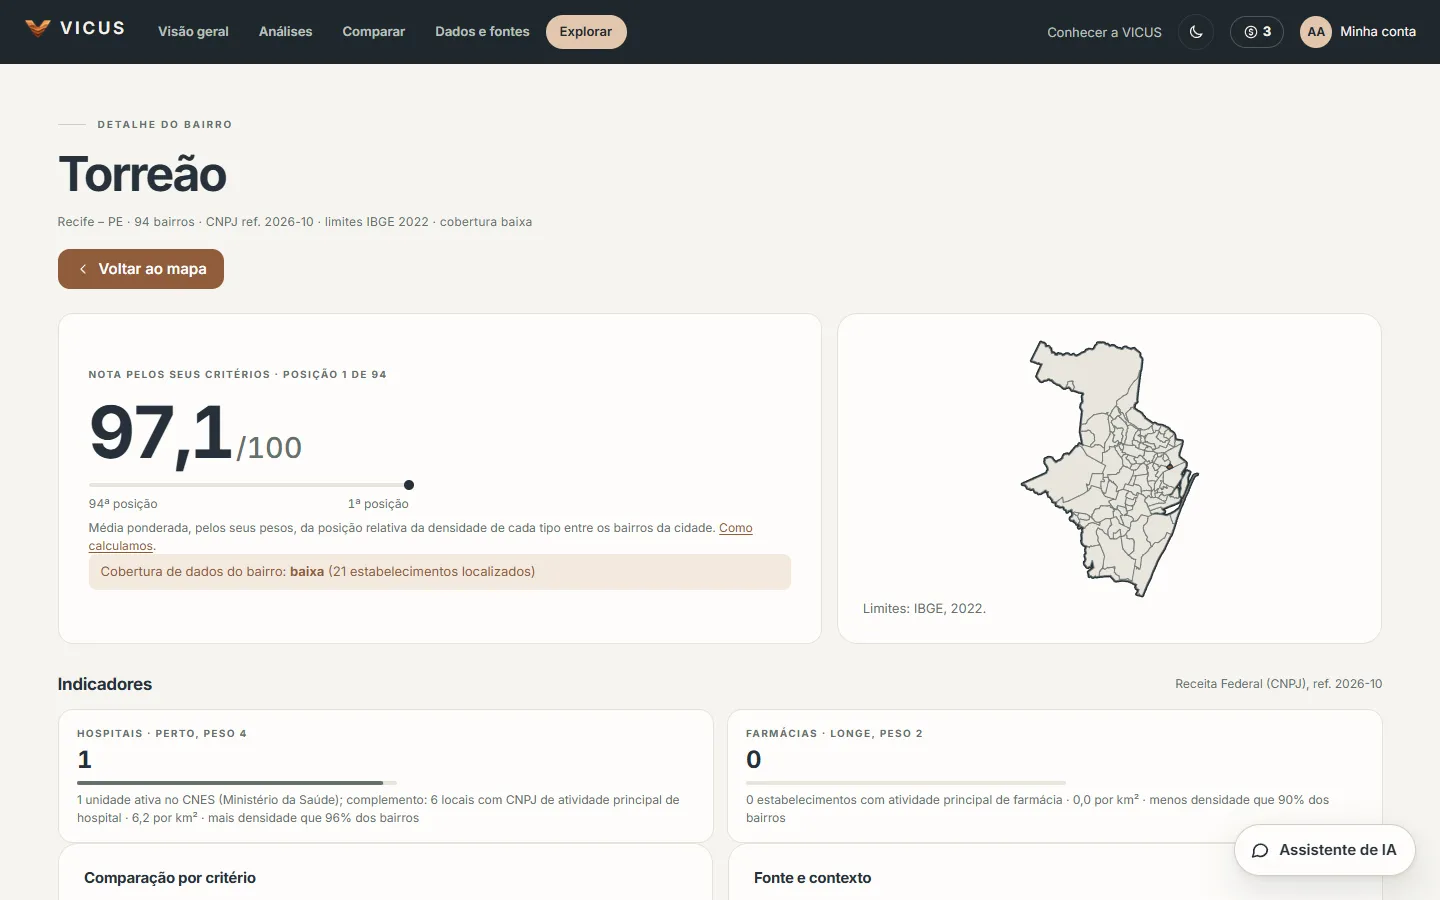 VICUS
Visão geral
Análises
Comparar
Dados e fontes
Explorar
Conhecer a VICUS
3
AA
Minha conta
DETALHE DO BAIRRO
Torreão
Recife – PE · 94 bairros · CNPJ ref. 2026-10 · limites IBGE 2022 · cobertura baixa
Voltar ao mapa
NOTA PELOS SEUS CRITÉRIOS · POSIÇÃO 1 DE 94
97,1/100
94ª posição
1ª posição
Média ponderada, pelos seus pesos, da posição relativa da densidade de cada tipo entre os bairros da cidade. Como
calculamos.
Cobertura de dados do bairro: baixa (21 estabelecimentos localizados)
Limites: IBGE, 2022.
Indicadores
Receita Federal (CNPJ), ref. 2026-10
HOSPITAIS · PERTO, PESO 4
1
1 unidade ativa no CNES (Ministério da Saúde); complemento: 6 locais com CNPJ de atividade principal de
hospital · 6,2 por km² · mais densidade que 96% dos bairros
FARMÁCIAS · LONGE, PESO 2
0
0 estabelecimentos com atividade principal de farmácia · 0,0 por km² · menos densidade que 90% dos
bairros
Comparação por critério
Fonte e contexto
Assistente de IA